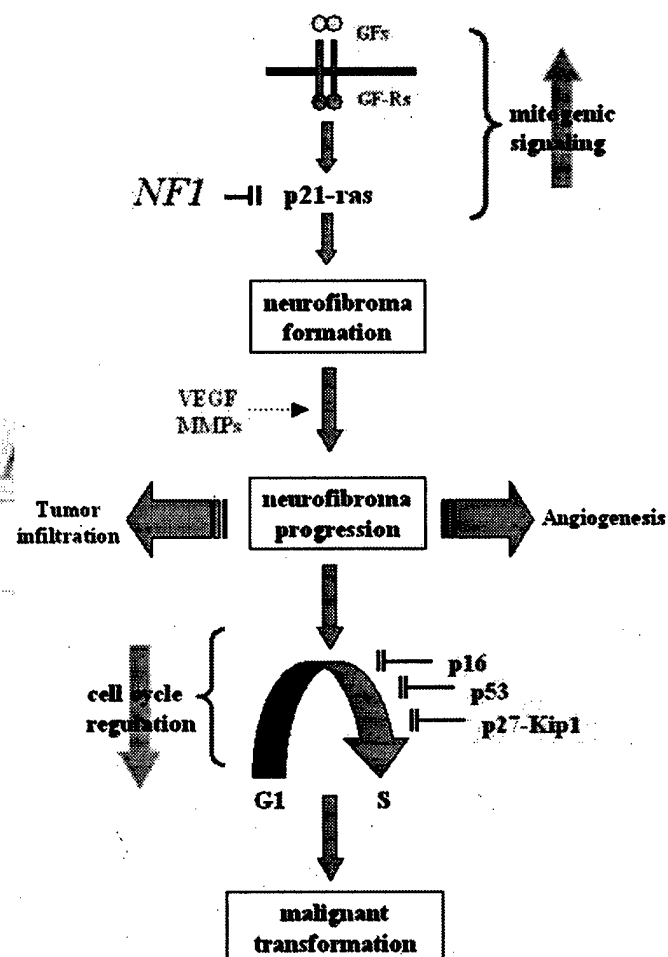 GFs
GF-Rs
mitogenic
signaling
NF1
p21-ras
neurofibroma
formation
VEGF
MMPs
Tumor
infiltration
neurofibroma
progression
Angiogenesis
cell cycle
regulation
p16
p53
p27-Kip1
G1 S
malignant
transformation